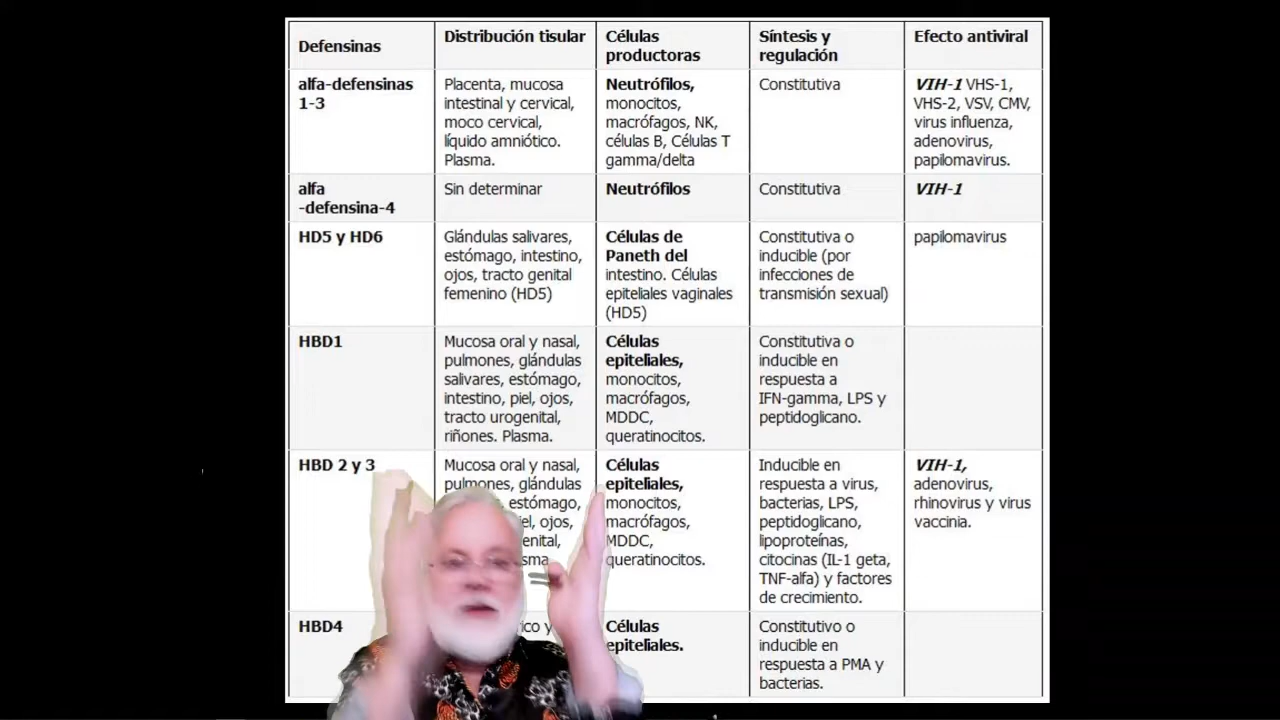 Defensinas
Distribución tisular
Células
productoras
Síntesis y
regulación
Efecto antiviral
alfa-defensinas
1-3
Placenta, mucosa
intestinal y cervical,
moco cervical,
líquido amniótico.
Plasma.
Neutrófilos,
monocitos,
macrófagos, NK,
células B, Células T
gamma/delta
Constitutiva
VIH-1 VHS-1,
VHS-2, VSV, CMV,
virus influenza,
adenovirus,
papilomavirus.
alfa
-defensina-4
Sin determinar
Neutrófilos
Constitutiva
VIH-1
HD5 y HD6
Glándulas salivares,
estómago, intestino,
ojos, tracto genital
femenino (HD5)
Células de
Paneth del
intestino. Células
epiteliales vaginales
(HD5)
Constitutiva o
inducible (por
infecciones de
transmisión sexual)
papilomavirus
HBD1
Mucosa oral y nasal,
pulmones, glándulas
salivares, estómago,
intestino, piel, ojos,
tracto urogenital,
riñones. Plasma.
Células
epiteliales,
monocitos,
macrófagos,
MDDC,
queratinocitos.
Constitutiva o
inducible en
respuesta a
IFN-gamma, LPS y
peptidoglicano.
HBD 2 y 3
Mucosa oral y nasal,
pulmones, glándulas
estómago,
ojos,
Células
epiteliales,
monocitos,
macrófagos,
MDDC,
queratinocitos.
Inducible en
respuesta a virus,
bacterias, LPS,
peptidoglicano,
lipoproteínas,
citocinas (IL-1 geta,
TNF-alfa) y factores
de crecimiento.
VIH-1,
adenovirus,
rhinovirus y virus
vaccinia.
HBD4
y
Células
epiteliales.
Constitutivo o
inducible en
respuesta a PMA y
bacterias.